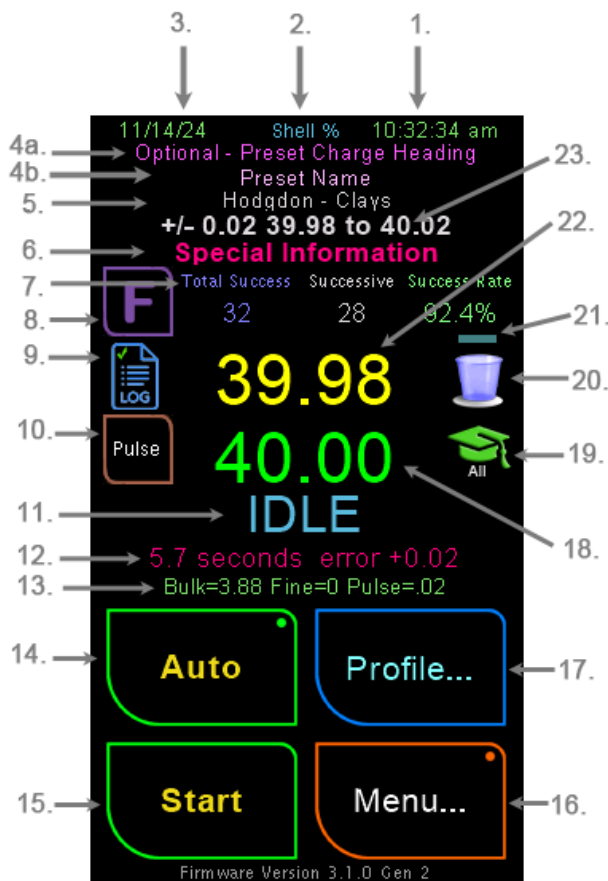 3. 2. 1.
11/14/24 Shell % 10:32:34 am
4a. Optional - Preset Charge Heading
4b. Preset Name 23.
5. Hodgdon - Clays
+/- 0.02 39.98 to 40.02 22.
6. Special Information
7. Total Success Successive Success Rate
8. F 32 28 92.4% 21.
9. LOG 39.98 20.
10. Pulse 40.00 All 19.
11. IDLE 18.
12. 5.7 seconds error +0.02
13. Bulk=3.88 Fine=0 Pulse=.02
14. Auto Profile... 17.
15. Start Menu... 16.
Firmware Version 3.1.0 Gen 2